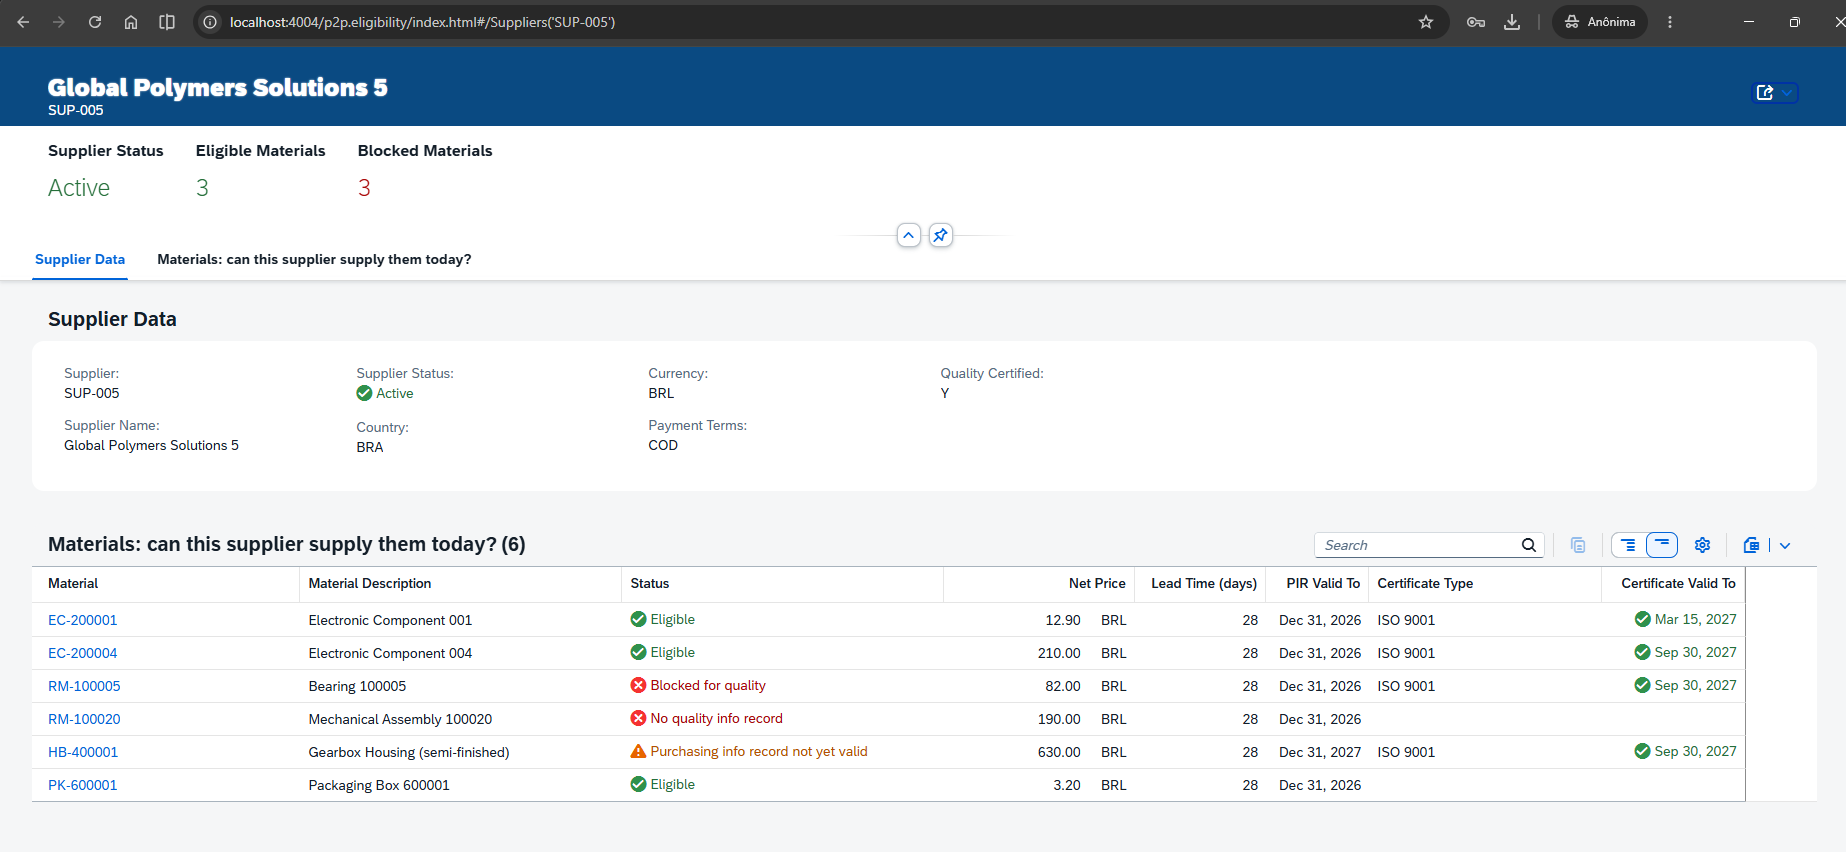 localhost:4004/p2p.eligibility/index.html#/Suppliers('SUP-005')
Anônima
Global Polymers Solutions 5
SUP-005
Supplier Status Eligible Materials Blocked Materials
Active 3 3
Supplier Data Materials: can this supplier supply them today?
Supplier Data
Supplier: Supplier Status: Currency: Quality Certified:
SUP-005 Active BRL Y
Supplier Name: Country: Payment Terms:
Global Polymers Solutions 5 BRA COD
Materials: can this supplier supply them today? (6) Search
Material Material Description Status Net Price Lead Time (days) PIR Valid To Certificate Type Certificate Valid To
EC-200001 Electronic Component 001 Eligible 12.90 BRL 28 Dec 31, 2026 ISO 9001 Mar 15, 2027
EC-200004 Electronic Component 004 Eligible 210.00 BRL 28 Dec 31, 2026 ISO 9001 Sep 30, 2027
RM-100005 Bearing 100005 Blocked for quality 82.00 BRL 28 Dec 31, 2026 ISO 9001 Sep 30, 2027
RM-100020 Mechanical Assembly 100020 No quality info record 190.00 BRL 28 Dec 31, 2026
HB-400001 Gearbox Housing (semi-finished) Purchasing info record not yet valid 630.00 BRL 28 Dec 31, 2027 ISO 9001 Sep 30, 2027
PK-600001 Packaging Box 600001 Eligible 3.20 BRL 28 Dec 31, 2026